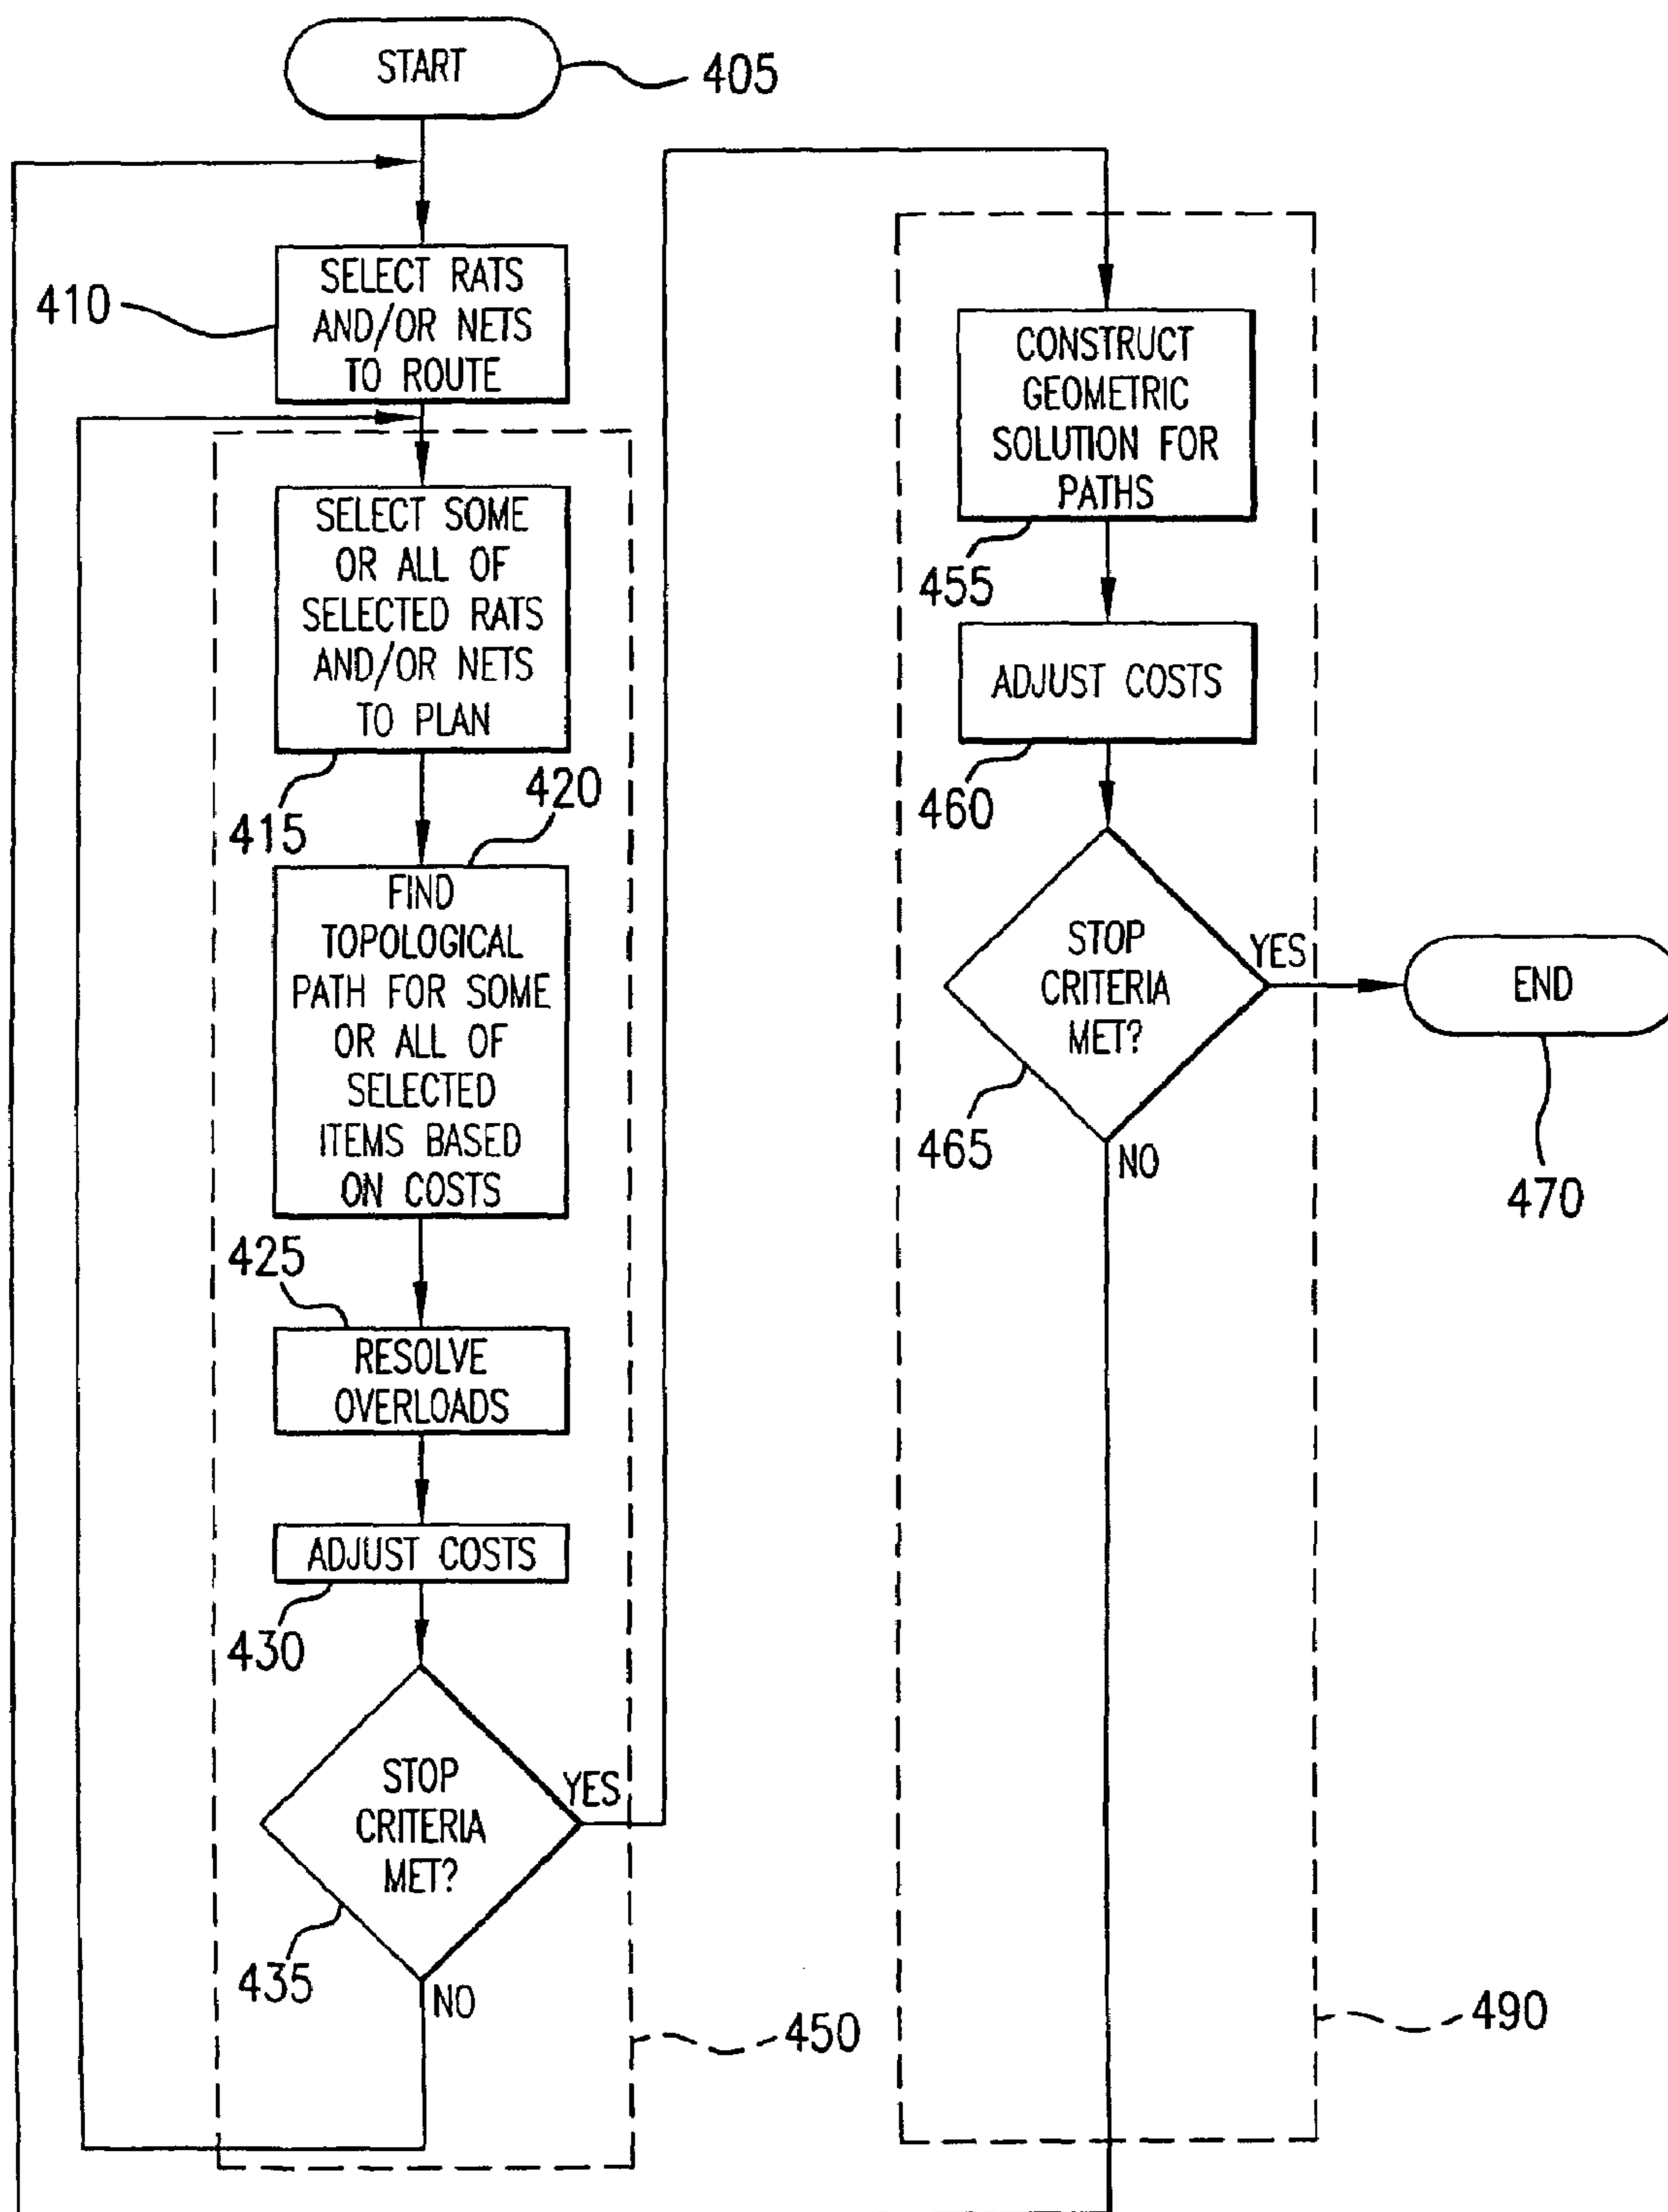 START
405
SELECT RATS
AND/OR NETS
TO ROUTE
410
SELECT SOME
OR ALL OF
SELECTED RATS
AND/OR NETS
TO PLAN
415
420
FIND
TOPOLOGICAL
PATH FOR SOME
OR ALL OF
SELECTED
ITEMS BASED
ON COSTS
425
RESOLVE
OVERLOADS
ADJUST COSTS
430
STOP
CRITERIA
MET?
YES
435
NO
450
CONSTRUCT
GEOMETRIC
SOLUTION FOR
PATHS
455
ADJUST COSTS
460
STOP
CRITERIA
MET?
YES
465
NO
END
470
490